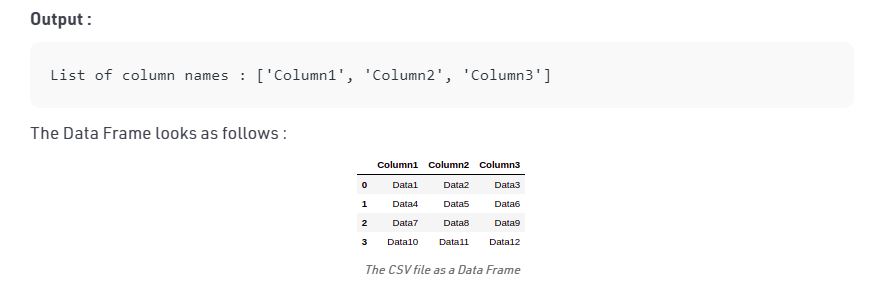 Output :
List of column names : ['Column1', 'Column2', 'Column3']
The Data Frame looks as follows :
Column1 Column2 Column3
0 Data1 Data2 Data3
1 Data4 Data5 Data6
2 Data7 Data8 Data9
3 Data10 Data11 Data12
The CSV file as a Data Frame